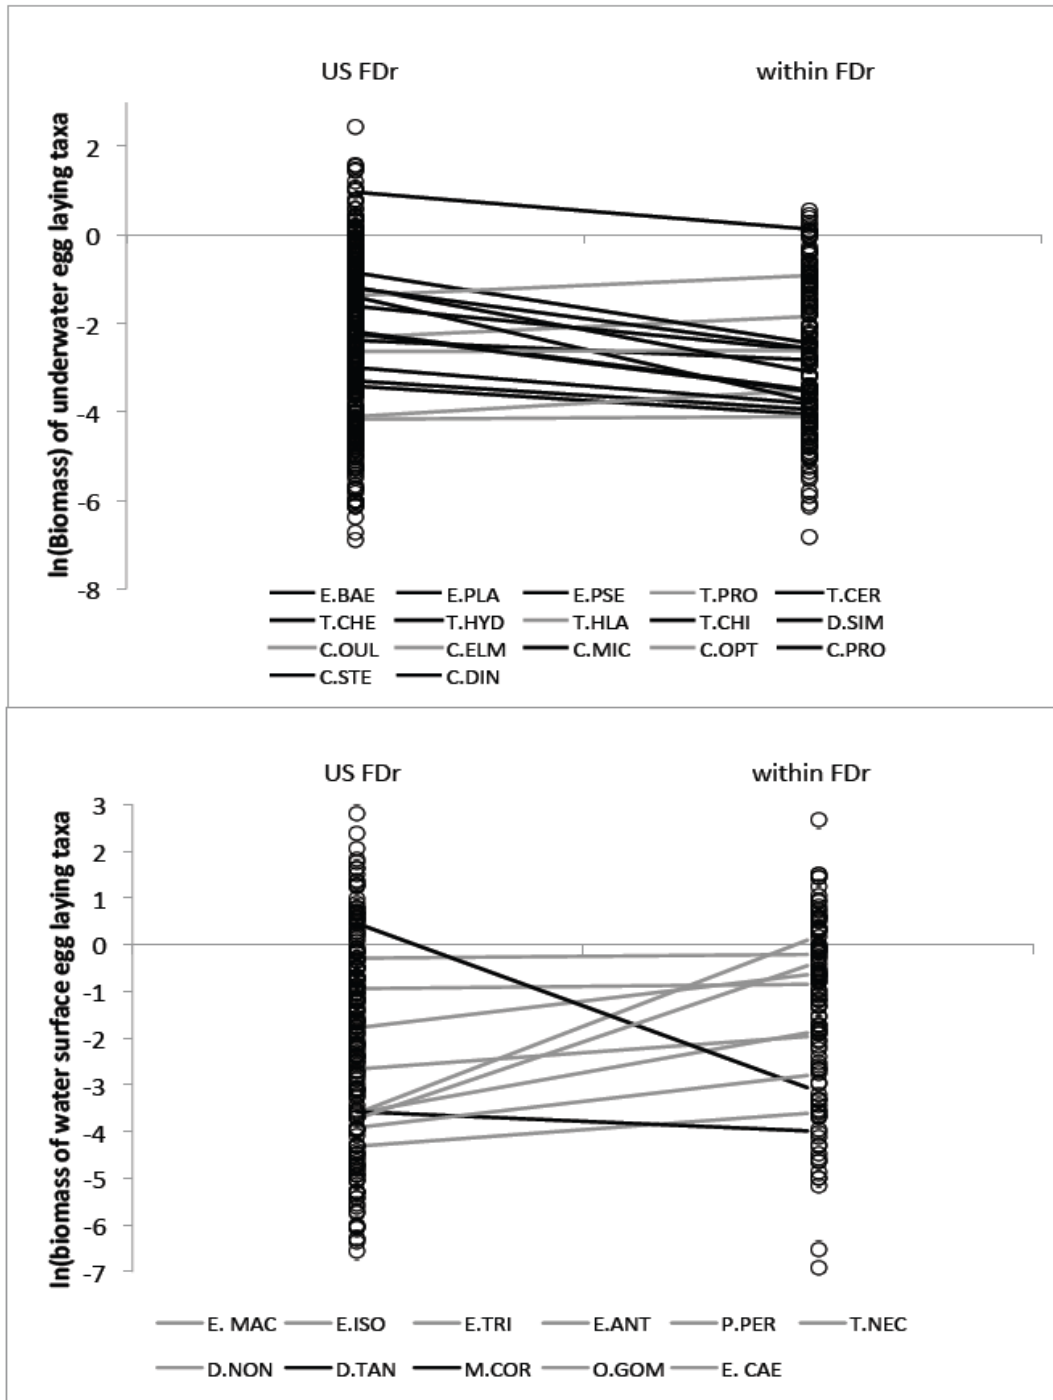 US FDr within FDr
ln(Biomass) of underwater egg laying taxa
2
0
-2
-4
-6
-8
E.BAE E.PLA E.PSE T.PRO T.CER
T.CHE T.HYD T.HLA T.CHI D.SIM
C.OUL C.ELM C.MIC C.OPT C.PRO
C.STE C.DIN
US FDr within FDr
ln(biomass of water surface egg laying taxa
3
2
1
0
-1
-2
-3
-4
-5
-6
-7
E. MAC E.ISO E.TRI E.ANT P.PER T.NEC
D.NON D.TAN M.COR O.GOM E. CAE